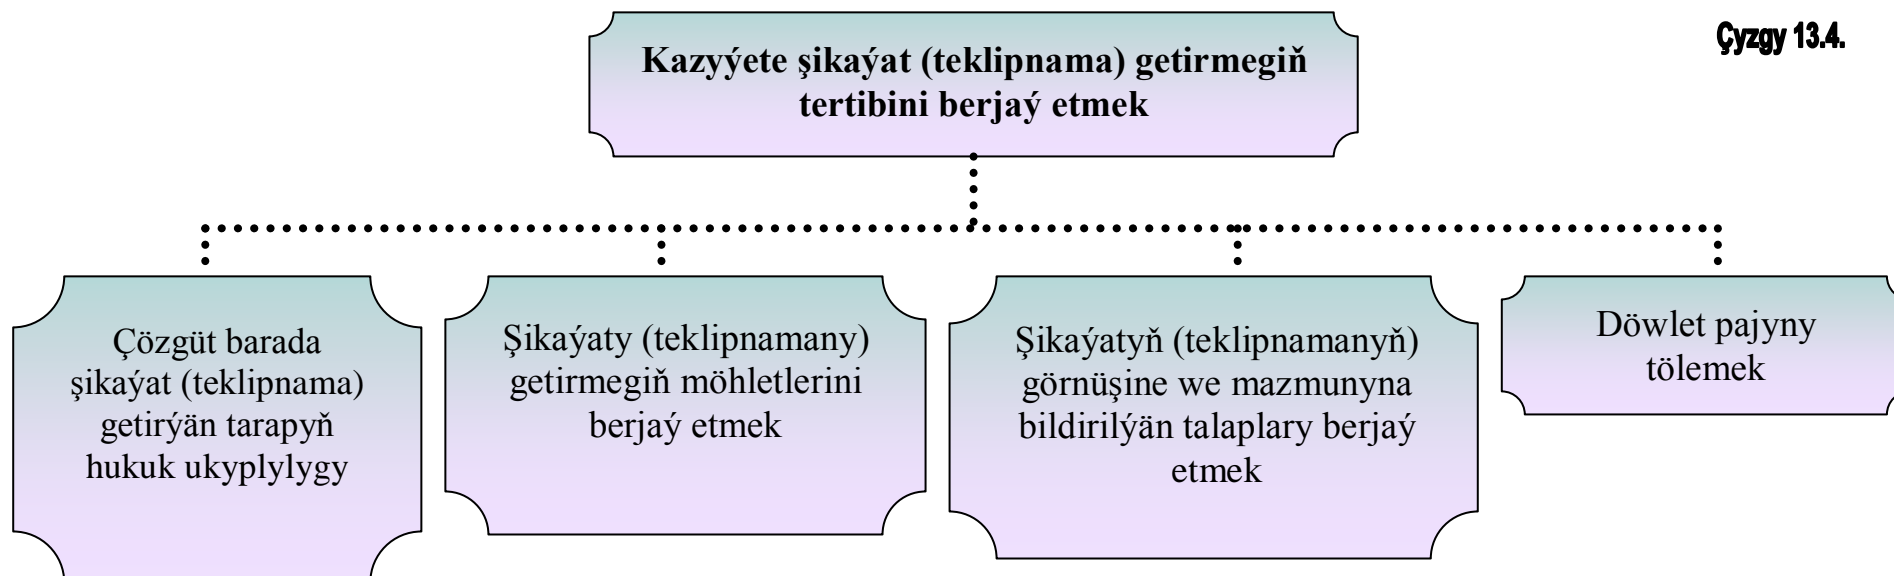 Çyzgy 13.4.
Kazyýete şikaýat (teklipnama) getirmegiň
tertibini berjaý etmek
Çözgüt barada
şikaýat (teklipnama)
getirýän tarapyň
hukuk ukyplylygy
Şikaýaty (teklipnamany)
getirmegiň möhletlerini
berjaý etmek
Şikaýatyň (teklipnamanyň)
görnüşine we mazmunyna
bildirilýän talaplary berjaý
etmek
Döwlet pajyny
tölemek